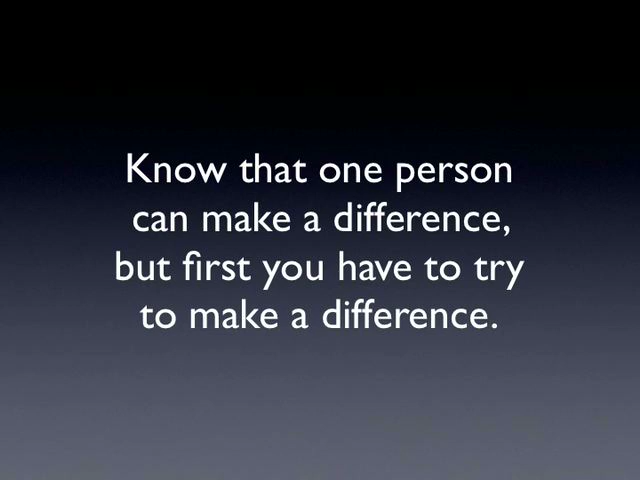 Know that one person
can make a difference,
but first you have to try
to make a difference.